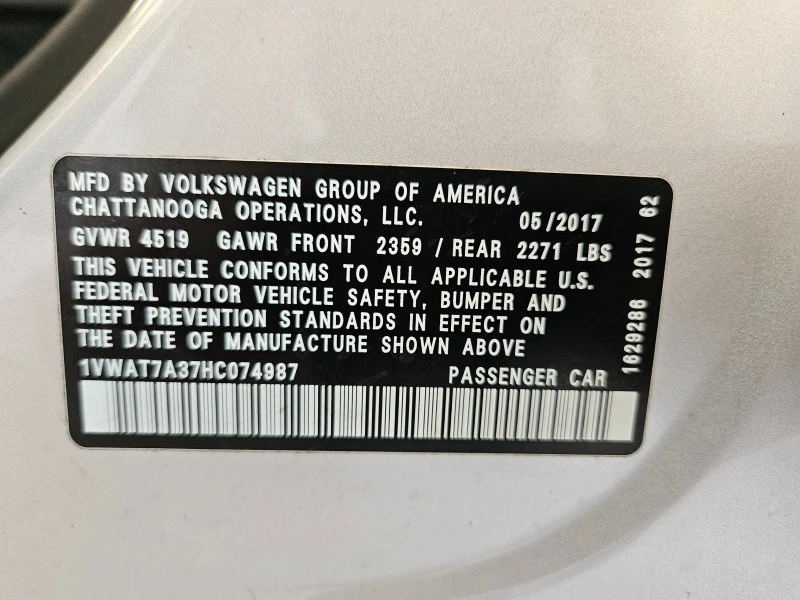 MFD BY VOLKSWAGEN GROUP OF AMERICA
CHATTANOOGA OPERATIONS, LLC. 05/2017
GVWR 4519 GAWR FRONT 2359 / REAR 2271 LBS
THIS VEHICLE CONFORMS TO ALL APPLICABLE U.S.
FEDERAL MOTOR VEHICLE SAFETY, BUMPER AND
THEFT PREVENTION STANDARDS IN EFFECT ON
THE DATE OF MANUFACTURE SHOWN ABOVE
1VWAT7A37HC074987 PASSENGER CAR
1629286 2017 62